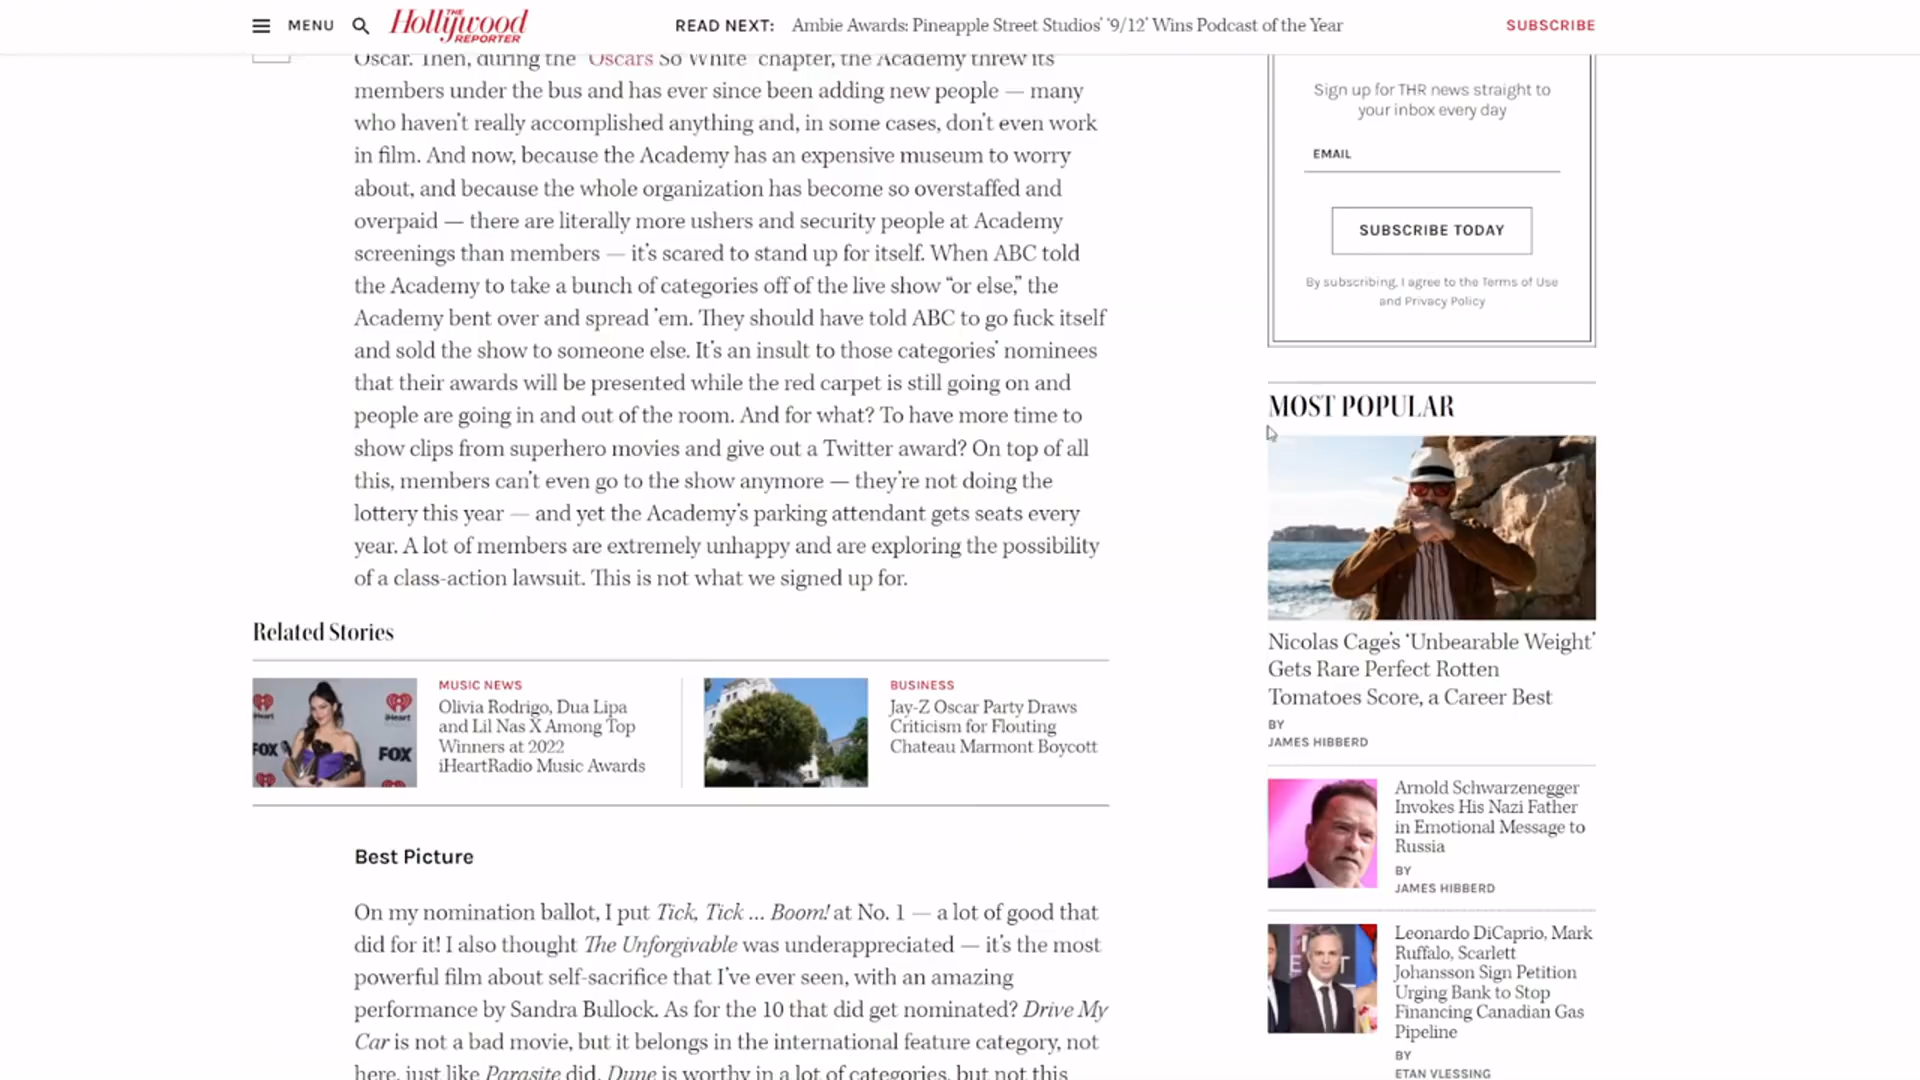 MENU
THE
Hollywood
REPORTER
READ NEXT: Ambie Awards: Pineapple Street Studios' '9/12' Wins Podcast of the Year
SUBSCRIBE
Oscar. Then, during the "Oscars So White" chapter, the Academy threw its
members under the bus and has ever since been adding new people — many
who haven't really accomplished anything and, in some cases, don't even work
in film. And now, because the Academy has an expensive museum to worry
about, and because the whole organization has become so overstaffed and
overpaid — there are literally more ushers and security people at Academy
screenings than members — it's scared to stand up for itself. When ABC told
the Academy to take a bunch of categories off of the live show “or else,” the
Academy bent over and spread 'em. They should have told ABC to go fuck itself
and sold the show to someone else. It's an insult to those categories' nominees
that their awards will be presented while the red carpet is still going on and
people are going in and out of the room. And for what? To have more time to
show clips from superhero movies and give out a Twitter award? On top of all
this, members can't even go to the show anymore — they're not doing the
lottery this year — and yet the Academy's parking attendant gets seats every
year. A lot of members are extremely unhappy and are exploring the possibility
of a class-action lawsuit. This is not what we signed up for.
Related Stories
iHeart
FOX
FOX
MUSIC NEWS
Olivia Rodrigo, Dua Lipa
and Lil Nas X Among Top
Winners at 2022
iHeartRadio Music Awards
BUSINESS
Jay-Z Oscar Party Draws
Criticism for Flouting
Chateau Marmont Boycott
Best Picture
On my nomination ballot, I put Tick, Tick ... Boom! at No. 1 — a lot of good that
did for it! I also thought The Unforgivable was underappreciated — it's the most
powerful film about self-sacrifice that I've ever seen, with an amazing
performance by Sandra Bullock. As for the 10 that did get nominated? Drive My
Car is not a bad movie, but it belongs in the international feature category, not
here, just like Parasite did. Dune is worthy in a lot of categories, but not this
Sign up for THR news straight to
your inbox every day
EMAIL
SUBSCRIBE TODAY
By subscribing, I agree to the Terms of Use
and Privacy Policy
MOST POPULAR
Nicolas Cage's 'Unbearable Weight'
Gets Rare Perfect Rotten
Tomatoes Score, a Career Best
BY
JAMES HIBBERD
Arnold Schwarzenegger
Invokes His Nazi Father
in Emotional Message to
Russia
BY
JAMES HIBBERD
Leonardo DiCaprio, Mark
Ruffalo, Scarlett
Johansson Sign Petition
Urging Bank to Stop
Financing Canadian Gas
Pipeline
BY
ETAN VLESSING